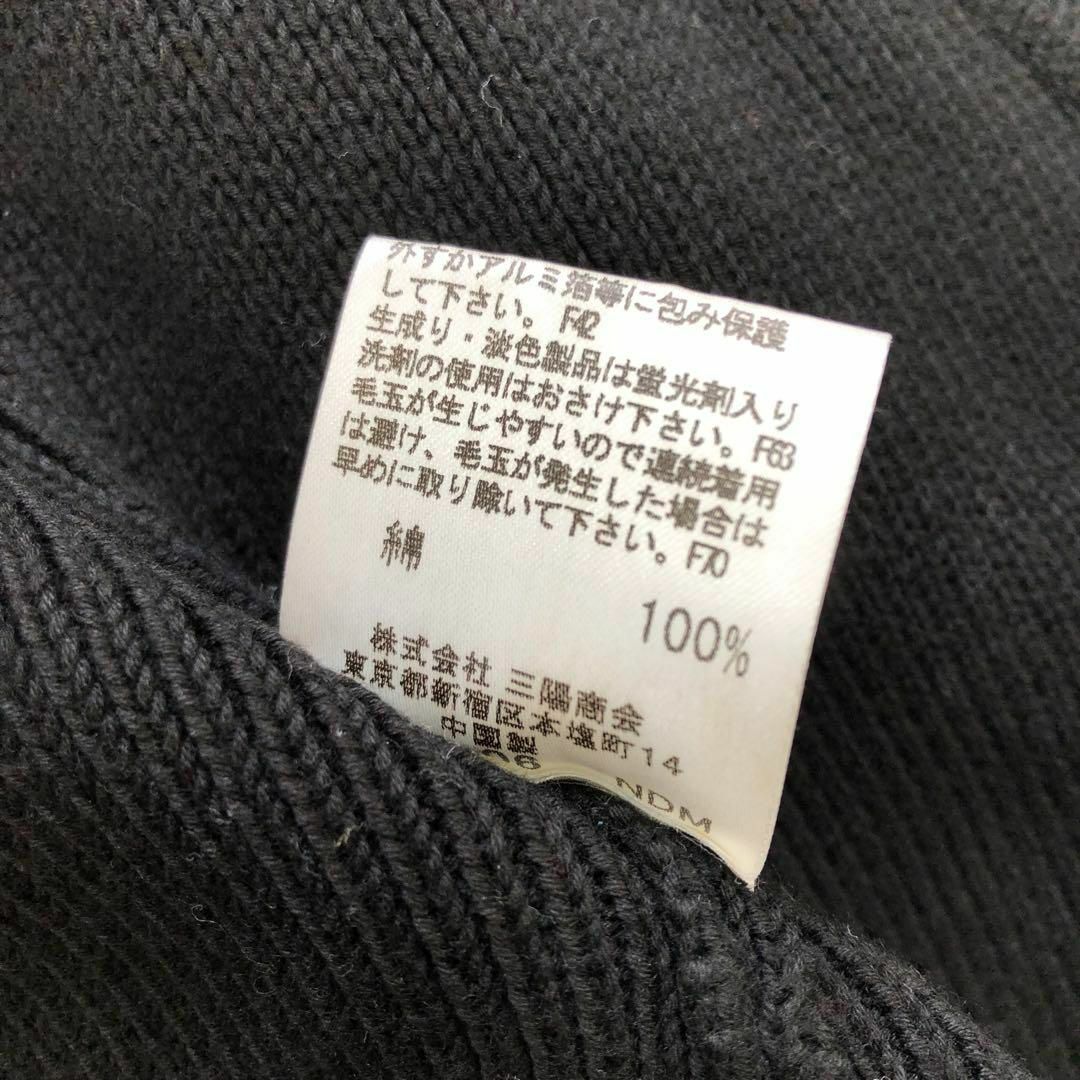 外すかアルミ箔等に包み保護
して下さい。F42
生成り・淡色製品は蛍光剤入り
洗剤の使用はおさけ下さい。F63
毛玉が生じやすいので連続着用
は避け、毛玉が発生した場合は
早めに取り除いて下さい。F70
綿
100%
株式会社 三陽商会
東京都新宿区本塩町14
中国製
NDM